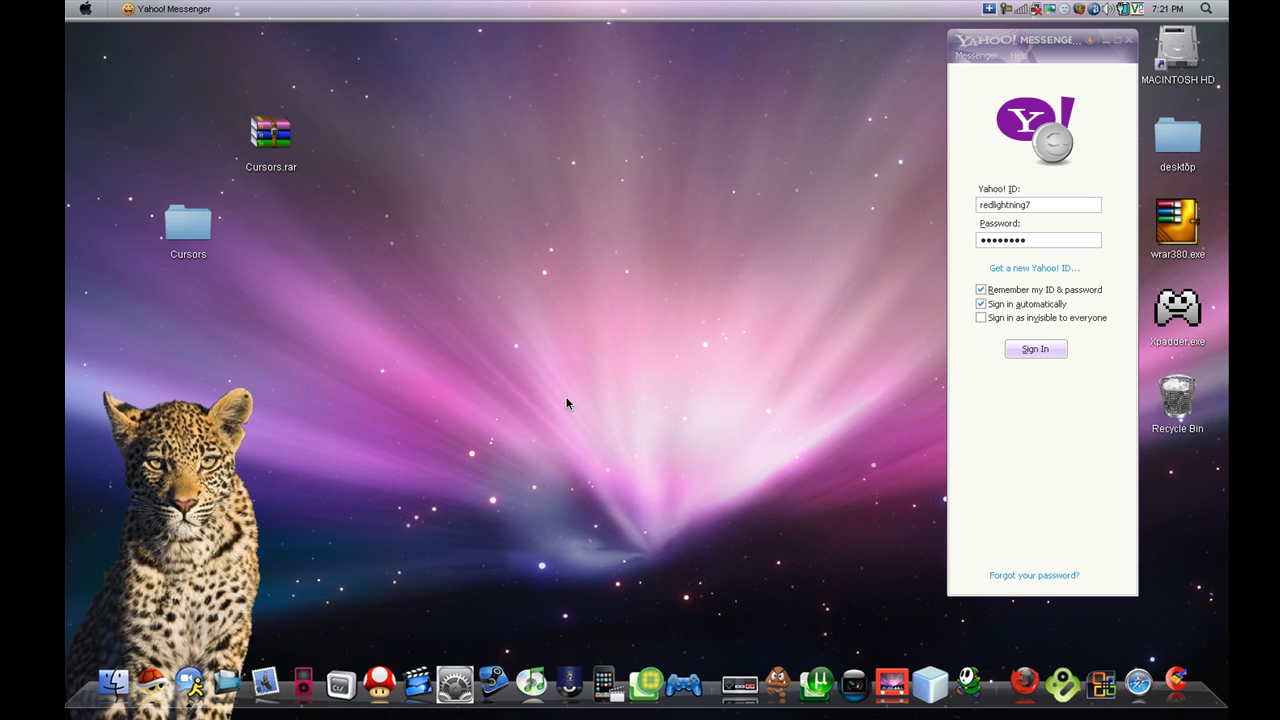 Yahoo! Messenger
7:21 PM
YAHOO! MESSENGE...
Messenger Help
MACINTOSH HD
Cursors.rar
desktop
Yahoo! ID:
redlightning7
Password:
Cursors
wrar380.exe
Get a new Yahoo! ID...
Remember my ID & password
Sign in automatically
Sign in as invisible to everyone
Xpadder.exe
Sign In
Recycle Bin
Forgot your password?